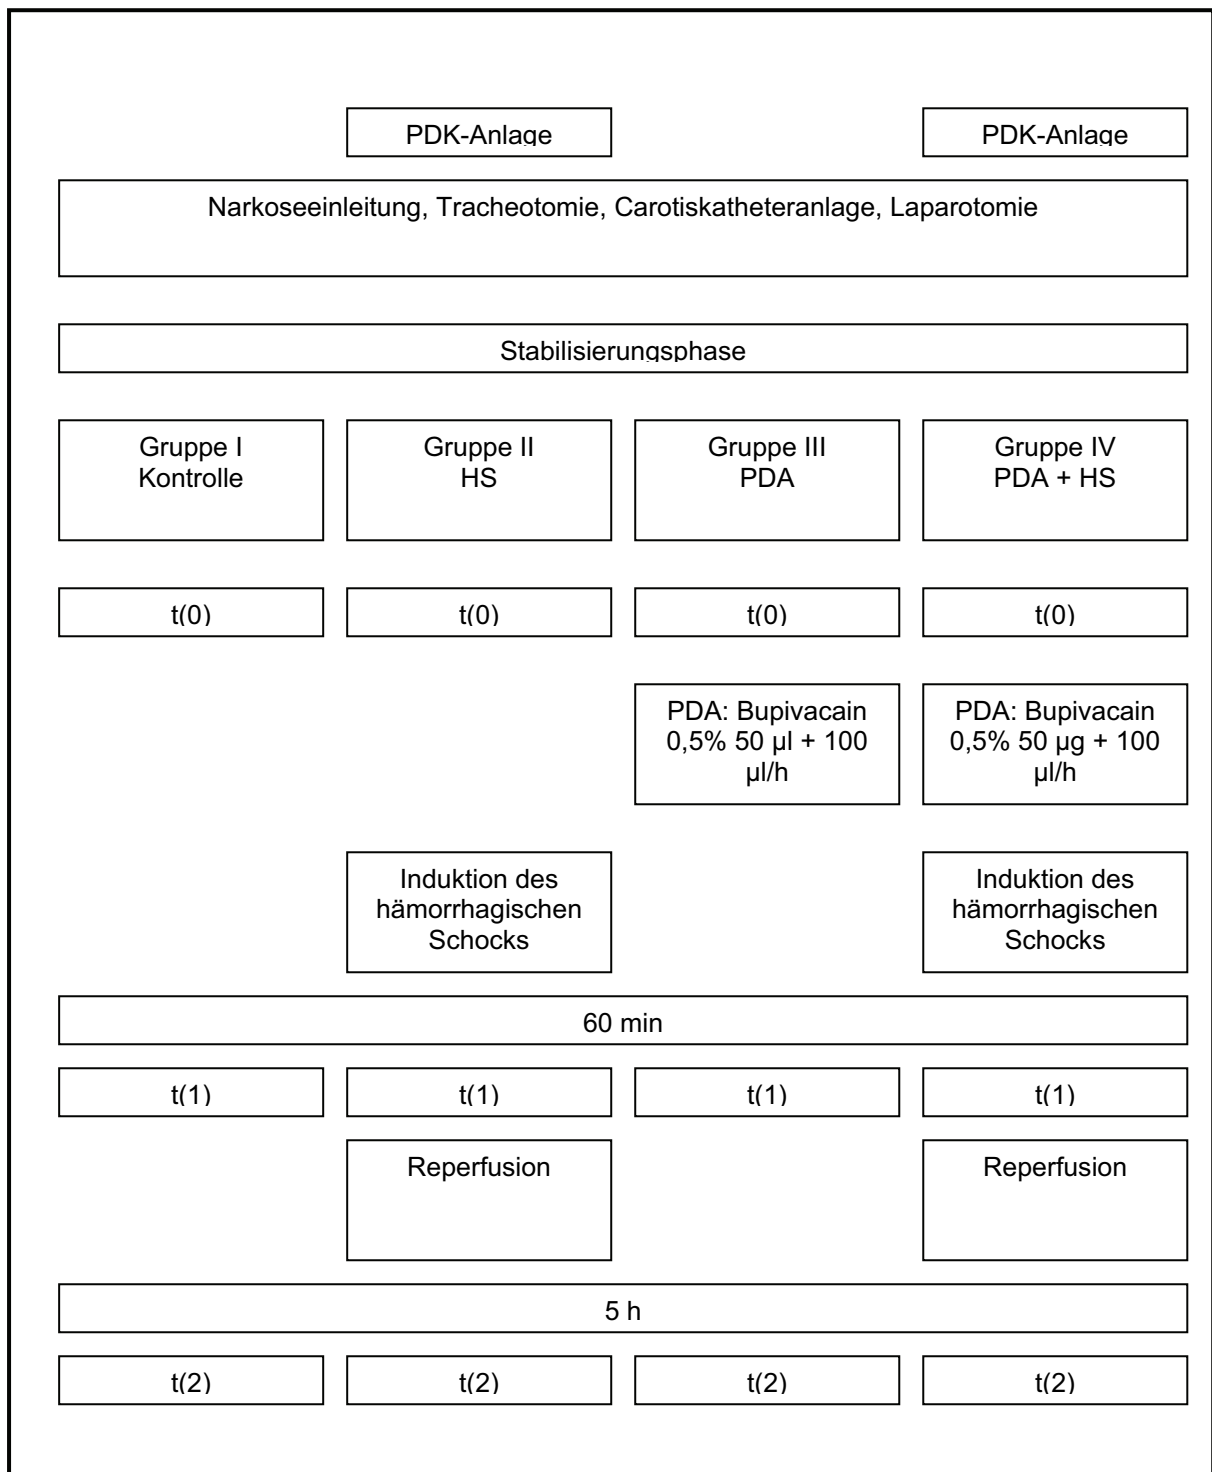 PDK-Anlage
PDK-Anlage
Narkoseeinleitung, Tracheotomie, Carotiskatheteranlage, Laparotomie
Stabilisierungsphase
Gruppe I
Kontrolle
Gruppe II
HS
Gruppe III
PDA
Gruppe IV
PDA + HS
t(0)
t(0)
t(0)
t(0)
PDA: Bupivacain
0,5% 50 µl + 100
µl/h
PDA: Bupivacain
0,5% 50 µg + 100
µl/h
Induktion des
hämorrhagischen
Schocks
Induktion des
hämorrhagischen
Schocks
60 min
t(1)
t(1)
t(1)
t(1)
Reperfusion
Reperfusion
5 h
t(2)
t(2)
t(2)
t(2)